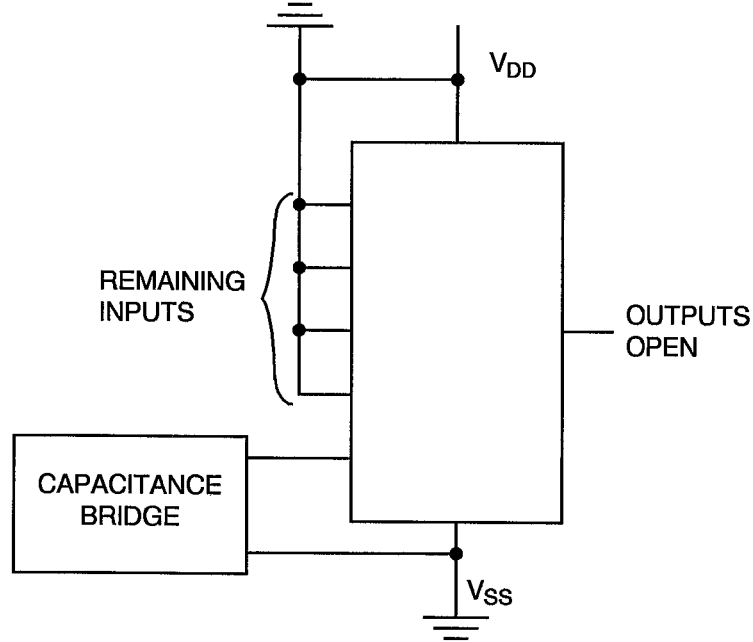 VDD
REMAINING
INPUTS
OUTPUTS
OPEN
CAPACITANCE
BRIDGE
VSS